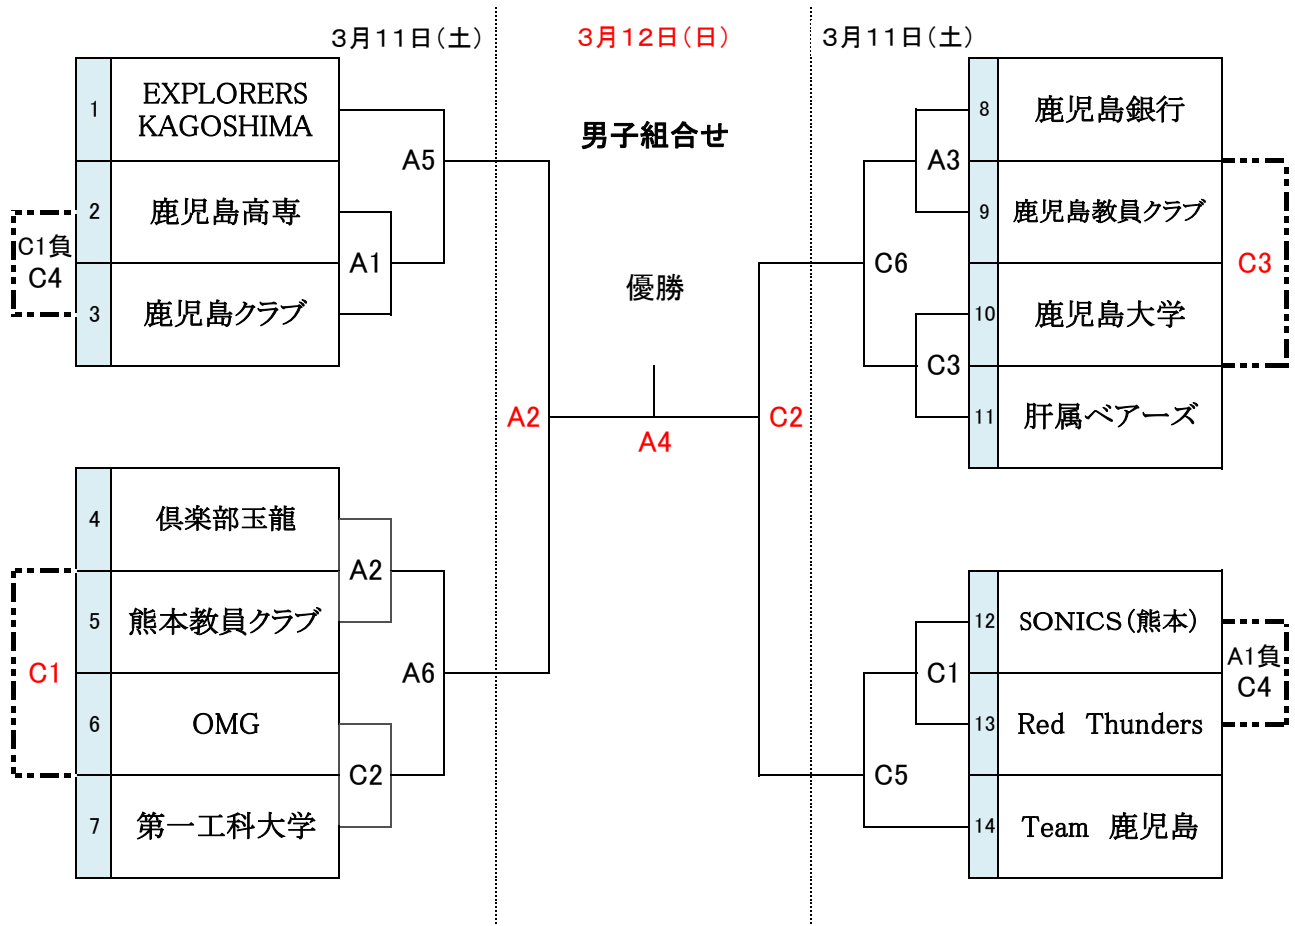 ３月１１日（土）
３月１２日（日）
３月１１日（土）
男子組合せ
優勝
1
EXPLORERS
KAGOSHIMA
2
鹿児島高専
3
鹿児島クラブ
A5
A1
C1負
C4
4
倶楽部玉龍
5
熊本教員クラブ
6
OMG
7
第一工科大学
A2
A6
C2
C1
A2
A4
C2
8
鹿児島銀行
9
鹿児島教員クラブ
10
鹿児島大学
11
肝属ベアーズ
A3
C6
C3
C3
12
SONICS（熊本）
13
Red　Thunders
14
Team　鹿児島
C1
C5
A1負
C4